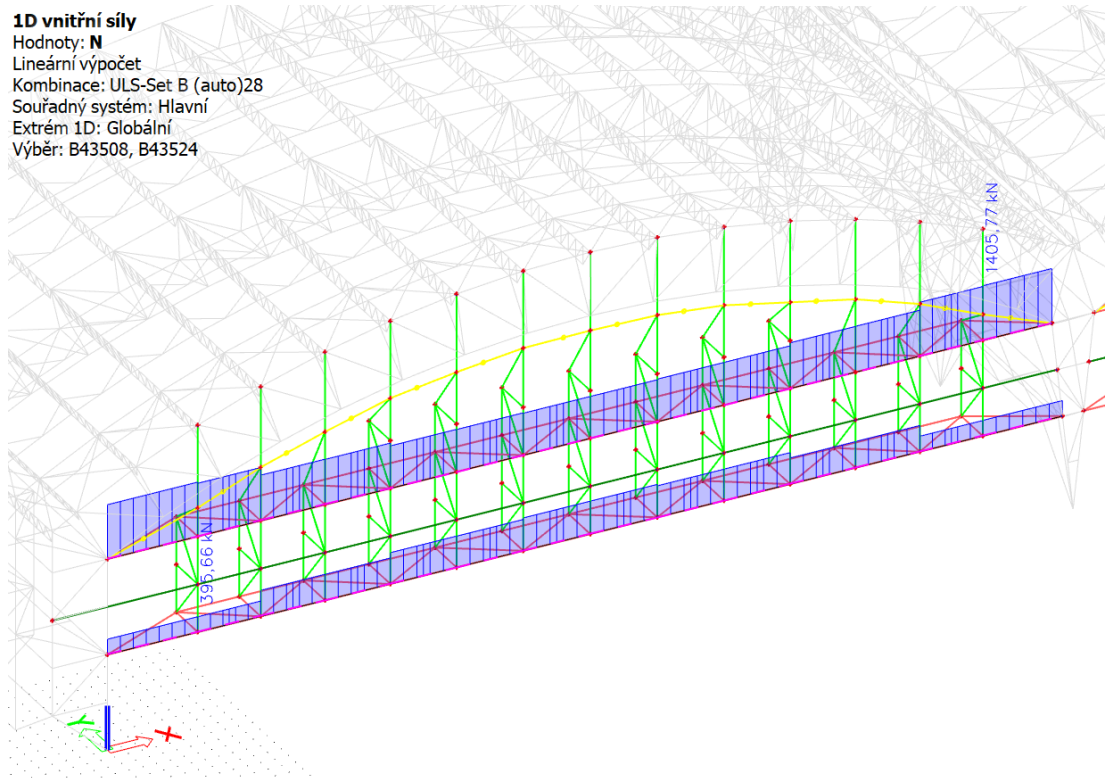 1D vnitřní síly
Hodnoty: N
Lineární výpočet
Kombinace: ULS-Set B (auto)28
Souřadný systém: Hlavní
Extrém 1D: Globální
Výběr: B43508, B43524
1405,77 kN
395,66 kN
Y
X